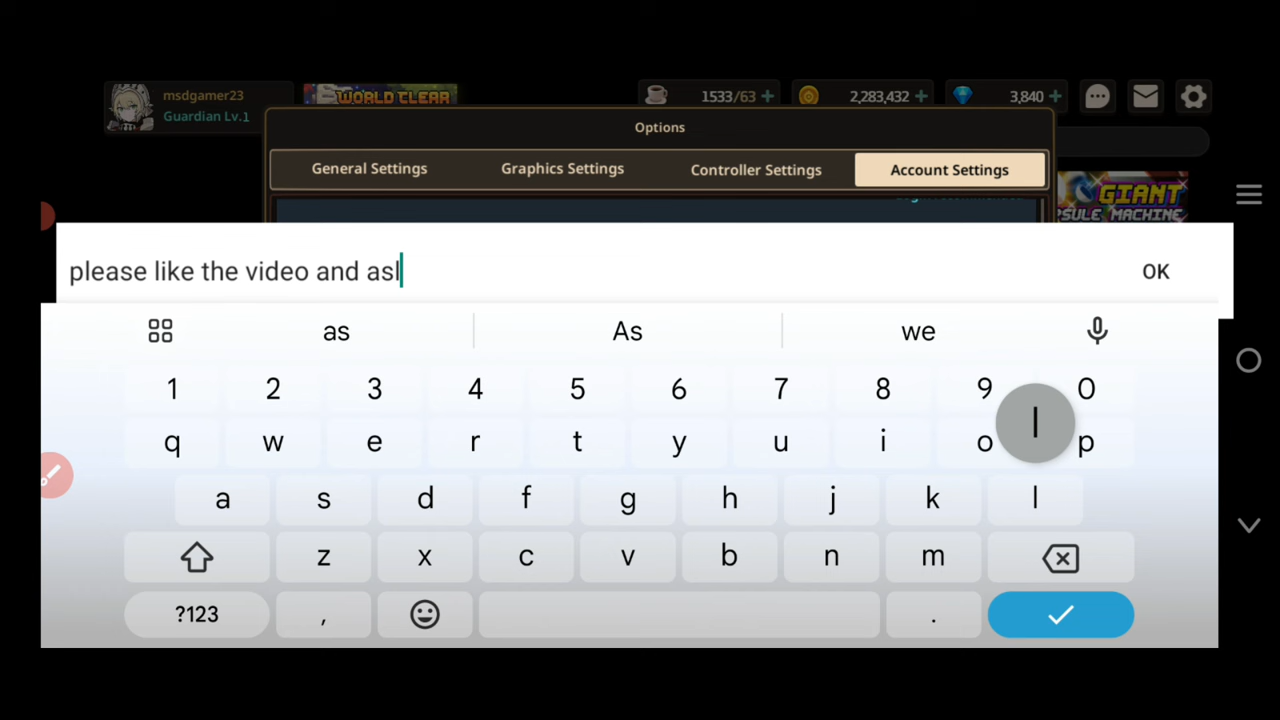 msdgamer23
Guardian Lv.1
WORLD CLEAR
1533/63 +
2,283,432 +
3,840 +
Options
General Settings
Graphics Settings
Controller Settings
Account Settings
GIANT
SULE MACHINE
please like the video and asl
OK
as
As
we
1 2 3 4 5 6 7 8 9 0
l
q w e r t y u i o p
a s d f g h j k l
z x c v b n m
?123 , .